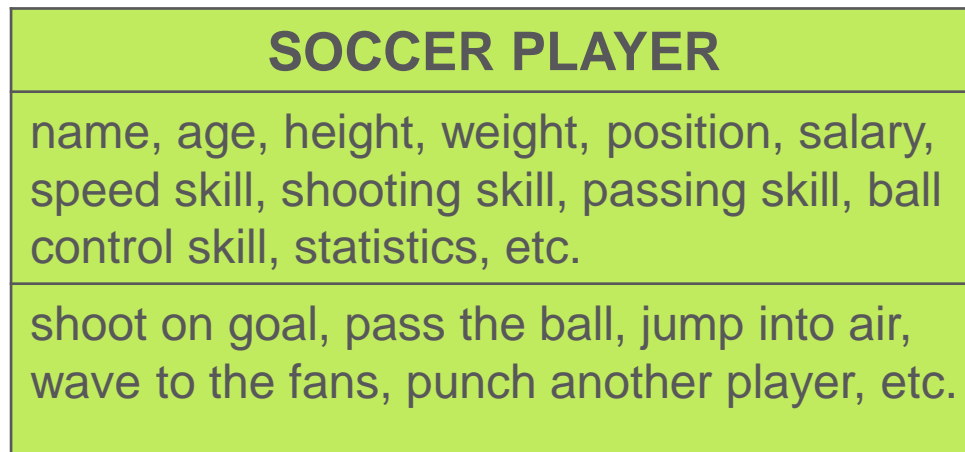 SOCCER PLAYER
name, age, height, weight, position, salary,
speed skill, shooting skill, passing skill, ball
control skill, statistics, etc.
shoot on goal, pass the ball, jump into air,
wave to the fans, punch another player, etc.